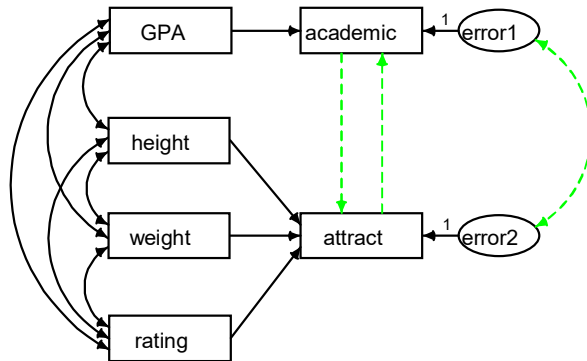 GPA academic 1 error1
height
weight attract 1 error2
rating